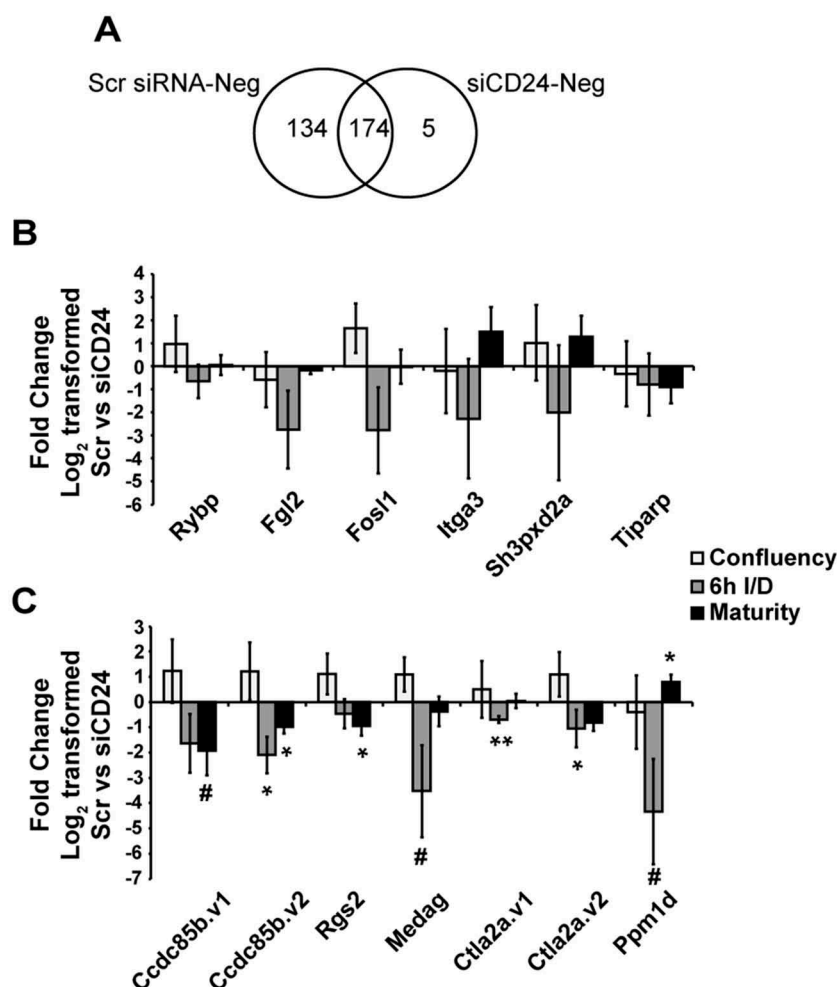 A
Scr siRNA-Neg
siCD24-Neg
134
174
5
B
Fold Change
Log2 transformed
Scr vs siCD24
4
3
2
1
0
-1
-2
-3
-4
-5
-6
Rybp
Fgl2
Fosl1
Itga3
Sh3pxd2a
Tiparp
Confluency
6h I/D
Maturity
C
Fold Change
Log2 transformed
Scr vs siCD24
3
2
1
0
-1
-2
-3
-4
-5
-6
-7
#
*
*
*
#
**
*
#
*
Ccdc85b.v1
Ccdc85b.v2
Rgs2
Medag
Ctla2a.v1
Ctla2a.v2
Ppm1d